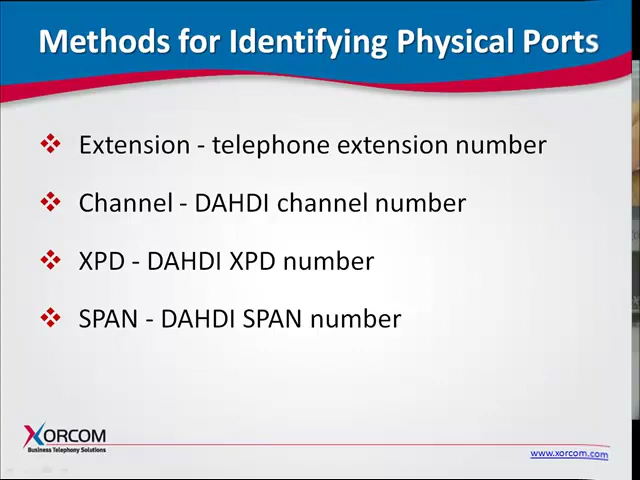 Methods for Identifying Physical Ports
Extension - telephone extension number
Channel - DAHDI channel number
XPD - DAHDI XPD number
SPAN - DAHDI SPAN number
XORCOM
Business Telephony Solutions
www.xorcom.com